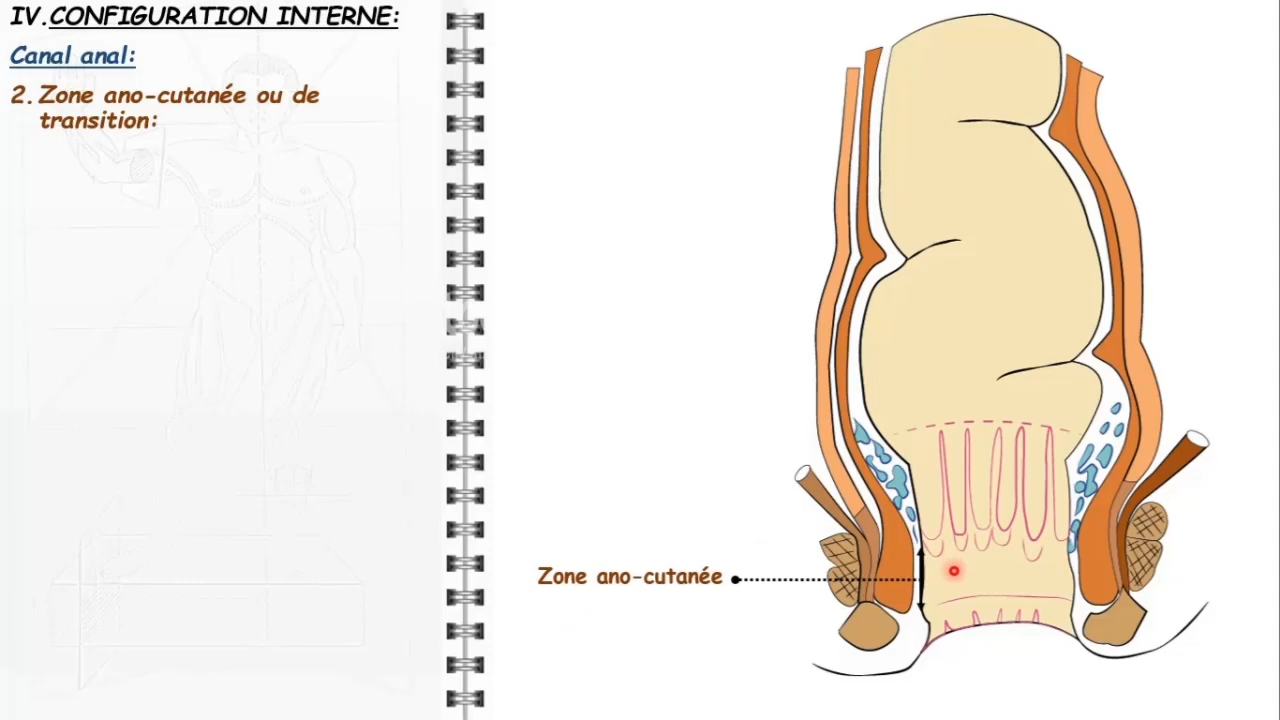 IV. CONFIGURATION INTERNE:
Canal anal:
2. Zone ano-cutanée ou de
transition:
Zone ano-cutanée